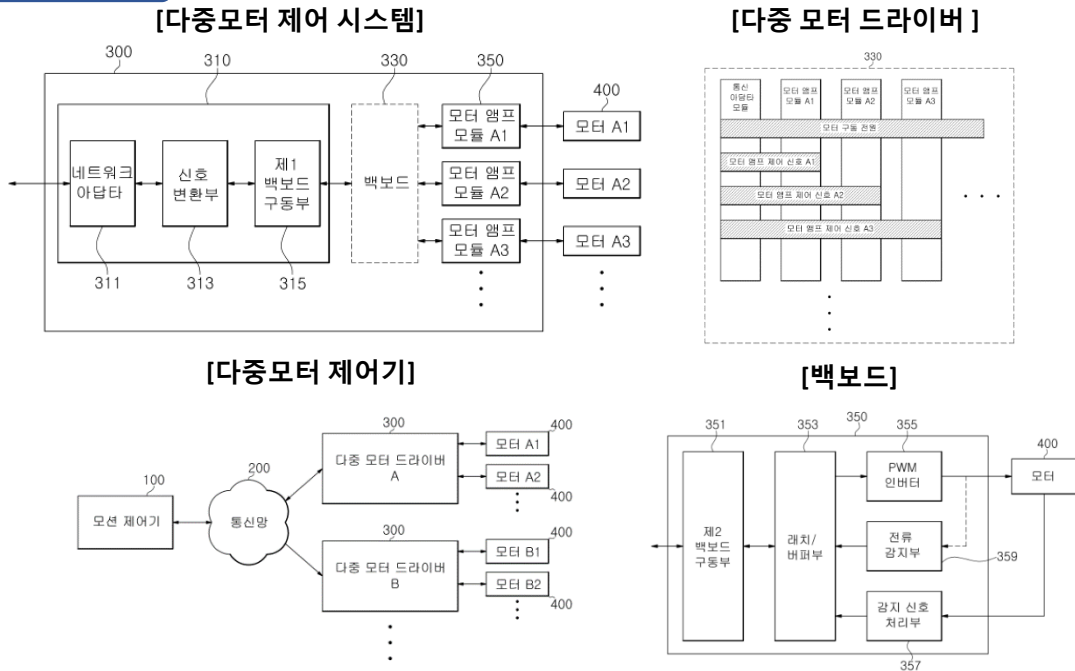 [다중모터 제어 시스템]
300
310
330
350
400
네트워크
아답타
신호
변환부
제1
백보드
구동부
백보드
모터 앰프
모듈 A1
모터 A1
모터 앰프
모듈 A2
모터 A2
모터 앰프
모듈 A3
모터 A3
311
313
315
[다중 모터 드라이버 ]
330
통신
아답타
모듈
모터 앰프
모듈 A1
모터 앰프
모듈 A2
모터 앰프
모듈 A3
모터 구동 전원
모터 앰프 제어 신호 A1
모터 앰프 제어 신호 A2
모터 앰프 제어 신호 A3
[다중모터 제어기]
100
모션 제어기
200
통신망
300
다중 모터 드라이버
A
400
모터 A1
모터 A2
400
300
다중 모터 드라이버
B
400
모터 B1
모터 B2
400
[백보드]
351
353
350
355
400
제2
백보드
구동부
래치/
버퍼부
PWM
인버터
모터
전류
감지부
359
감지 신호
처리부
357